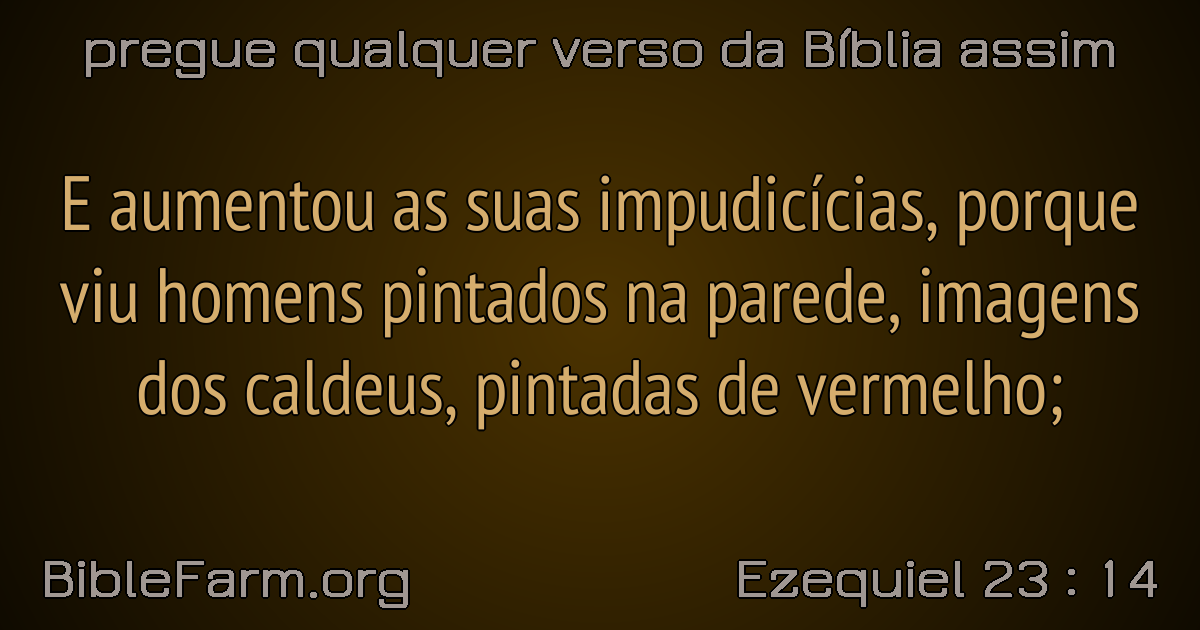 pregue qualquer verso da Bíblia assim
E aumentou as suas impudicícias, porque
viu homens pintados na parede, imagens
dos caldeus, pintadas de vermelho;
BibleFarm.org
Ezequiel 23 : 14